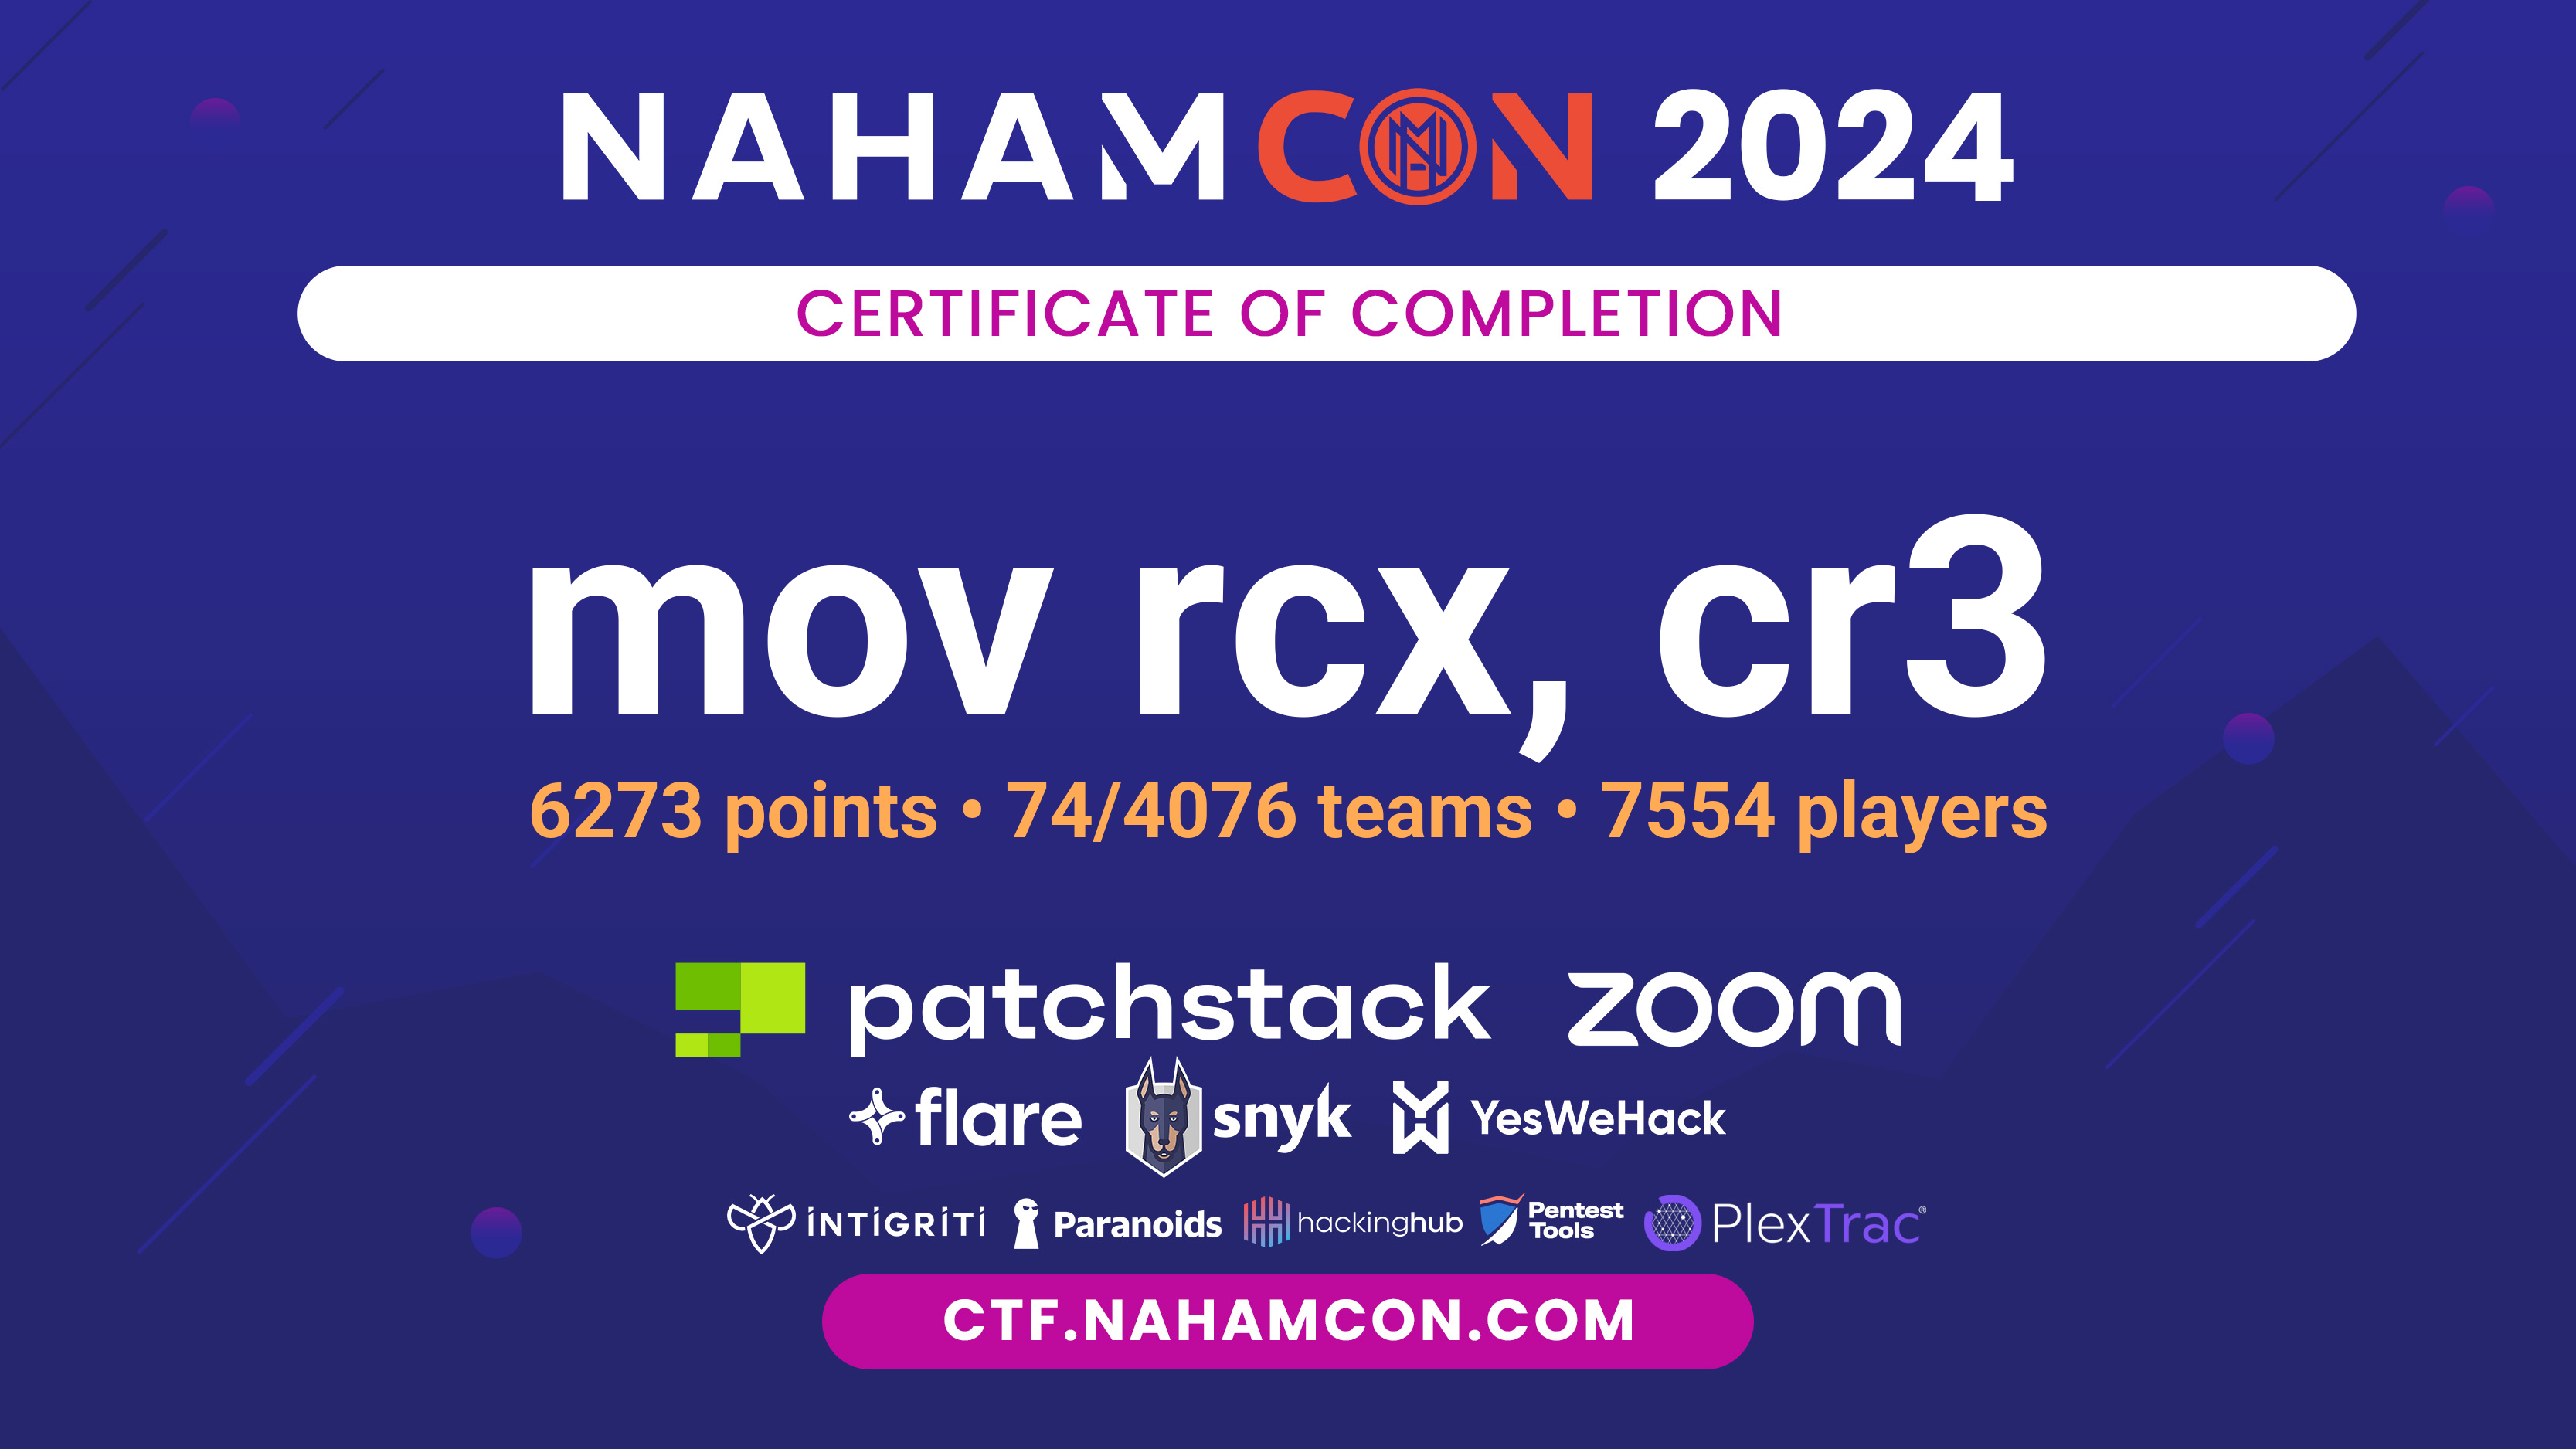 NAHAMCON 2024
CERTIFICATE OF COMPLETION
mov rcx, cr3
6273 points • 74/4076 teams • 7554 players
patchstack zoom
flare snyk YesWeHack
INTIGRITI Paranoids hackinghub Pentest Tools PlexTrac®
CTF.NAHAMCON.COM